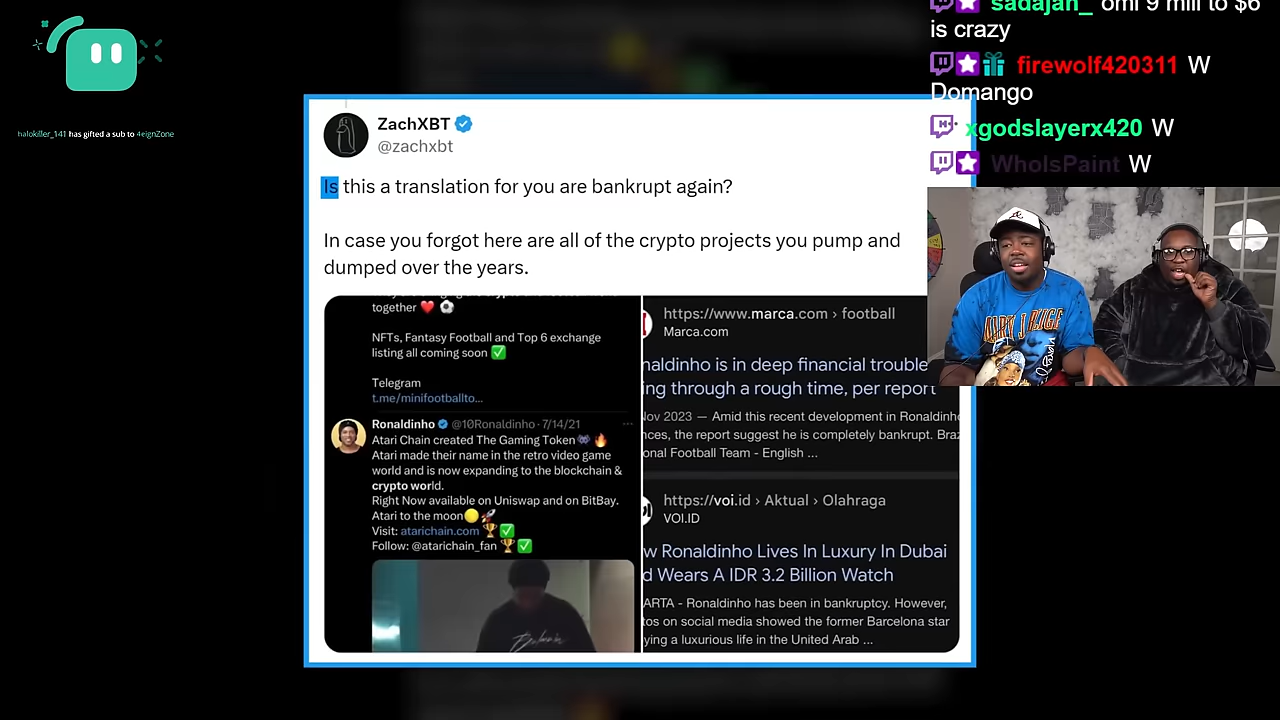 sadajah_ omi 9 mill to $6
is crazy
firewolf420311 W
Domango
xgodslayerx420 W
WhoIsPaint W
halokiller_141 has gifted a sub to 4eignZone
ZachXBT
@zachxbt
Is this a translation for you are bankrupt again?
In case you forgot here are all of the crypto projects you pump and
dumped over the years.
together ❤️ ⚽
NFTs, Fantasy Football and Top 6 exchange
listing all coming soon ✅
Telegram
t.me/minifootballto...
Ronaldinho @10Ronaldinho · 7/14/21 ...
Atari Chain created The Gaming Token👾 🔥
Atari made their name in the retro video game
world and is now expanding to the blockchain &
crypto world.
Right Now available on Uniswap and on BitBay.
Atari to the moon🌕 🚀
Visit: atarichain.com 🏆✅
Follow: @atarichain_fan 🏆✅
https://www.marca.com › football
Marca.com
naldinho is in deep financial trouble
ing through a rough time, per report
Nov 2023 — Amid this recent development in Ronaldinho
nces, the report suggest he is completely bankrupt. Braz
onal Football Team - English ...
https://voi.id › Aktual › Olahraga
VOI.ID
w Ronaldinho Lives In Luxury In Dubai
d Wears A IDR 3.2 Billion Watch
ARTA - Ronaldinho has been in bankruptcy. However,
tos on social media showed the former Barcelona star
ying a luxurious life in the United Arab ...